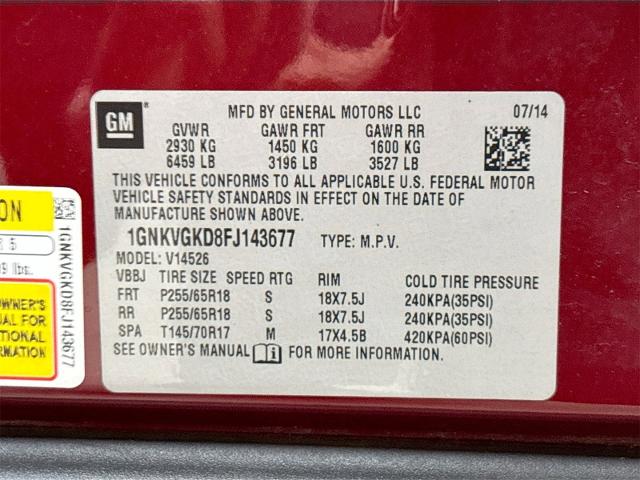 GM
MFD BY GENERAL MOTORS LLC 07/14
GVWR GAWR FRT GAWR RR
2930 KG 1450 KG 1600 KG
6459 LB 3196 LB 3527 LB
THIS VEHICLE CONFORMS TO ALL APPLICABLE U.S. FEDERAL MOTOR
VEHICLE SAFETY STANDARDS IN EFFECT ON THE DATE OF
MANUFACTURE SHOWN ABOVE.
1GNKVGKD8FJ143677 TYPE: M.P.V.
MODEL: V14526
VBBJ TIRE SIZE SPEED RTG RIM COLD TIRE PRESSURE
FRT P255/65R18 S 18X7.5J 240KPA(35PSI)
RR P255/65R18 S 18X7.5J 240KPA(35PSI)
SPA T145/70R17 M 17X4.5B 420KPA(60PSI)
SEE OWNER'S MANUAL FOR MORE INFORMATION.
ON
5
lbs.
OWNER'S
FOR
1GNKVGKD8FJ143677